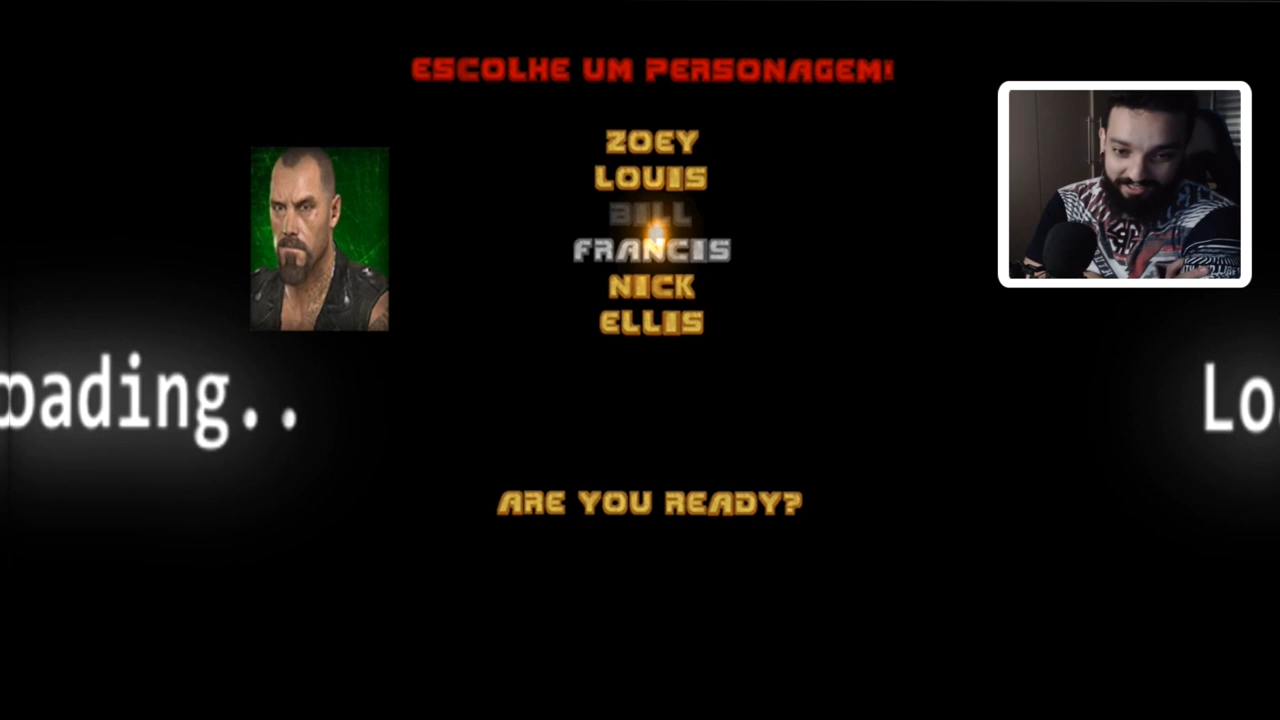 ESCOLHE UM PERSONAGEM!
ZOEY
LOUIS
BILL
FRANCIS
NICK
ELLIS
oading..
Lo
ARE YOU READY?